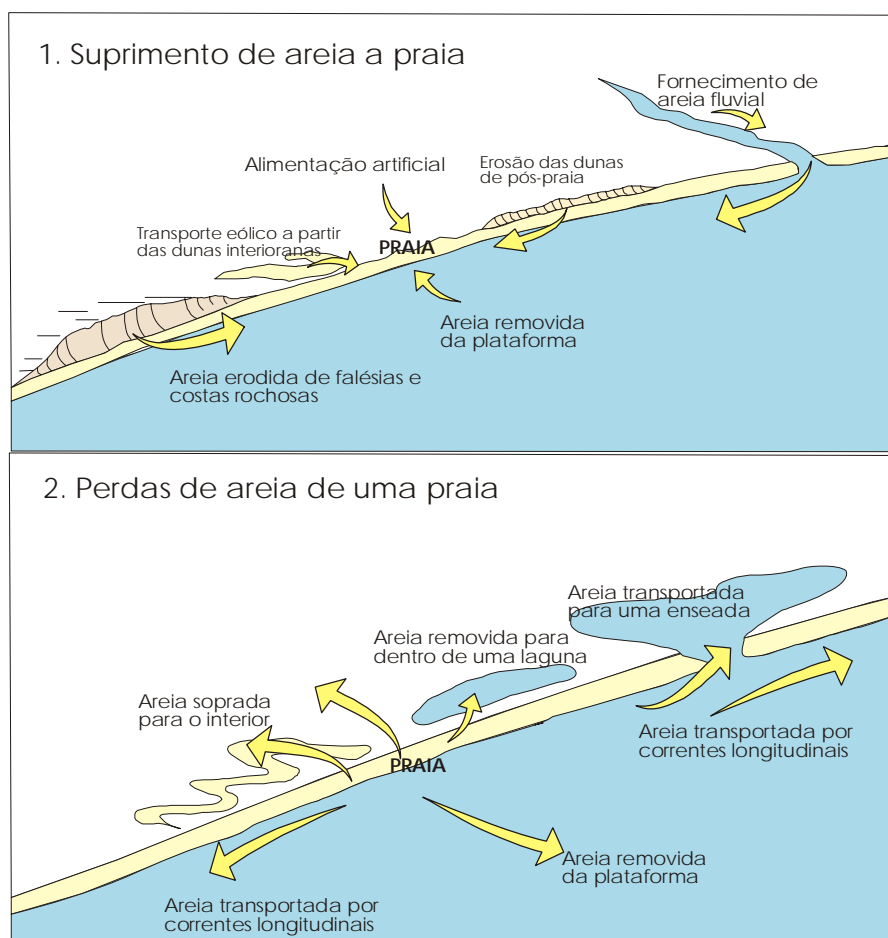 1. Suprimento de areia a praia
Fornecimento de
areia fluvial
Alimentação artificial
Erosão das dunas
de pós-praia
Transporte eólico a partir
das dunas interioranas
PRAIA
Areia removida
da plataforma
Areia erodida de falésias e
costas rochosas
2. Perdas de areia de uma praia
Areia transportada
para uma enseada
Areia removida para
dentro de uma laguna
Areia soprada
para o interior
Areia transportada por
correntes longitudinais
PRAIA
Areia removida
da plataforma
Areia transportada por
correntes longitudinais